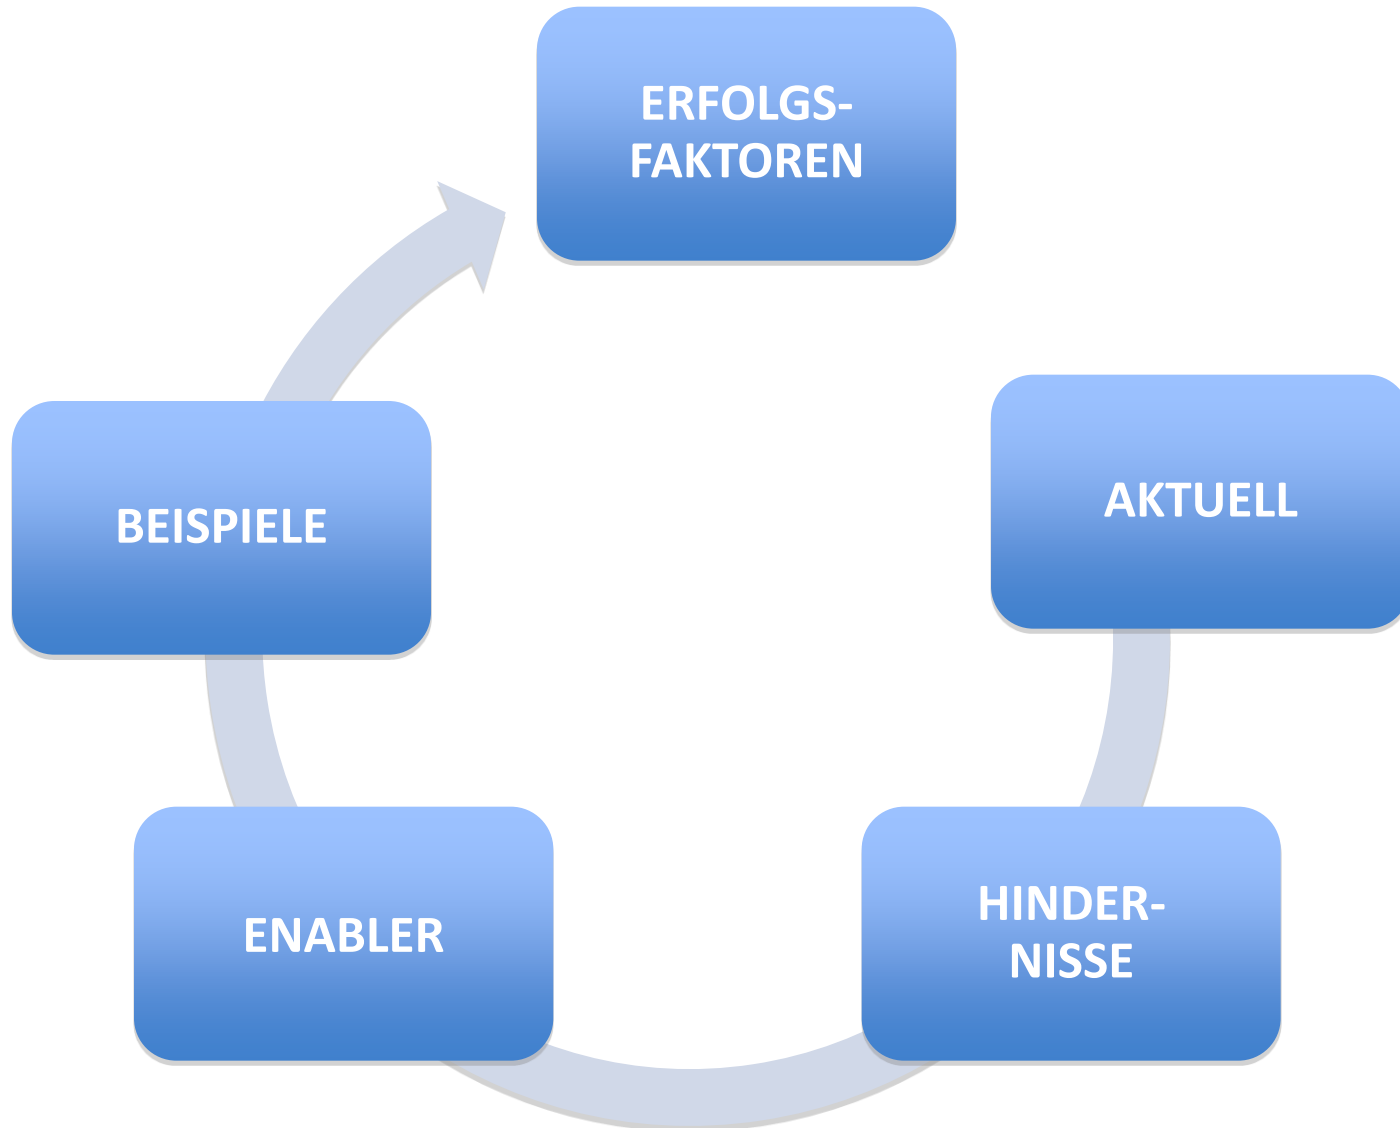 ERFOLGS-
FAKTOREN
AKTUELL
HINDER-
NISSE
ENABLER
BEISPIELE